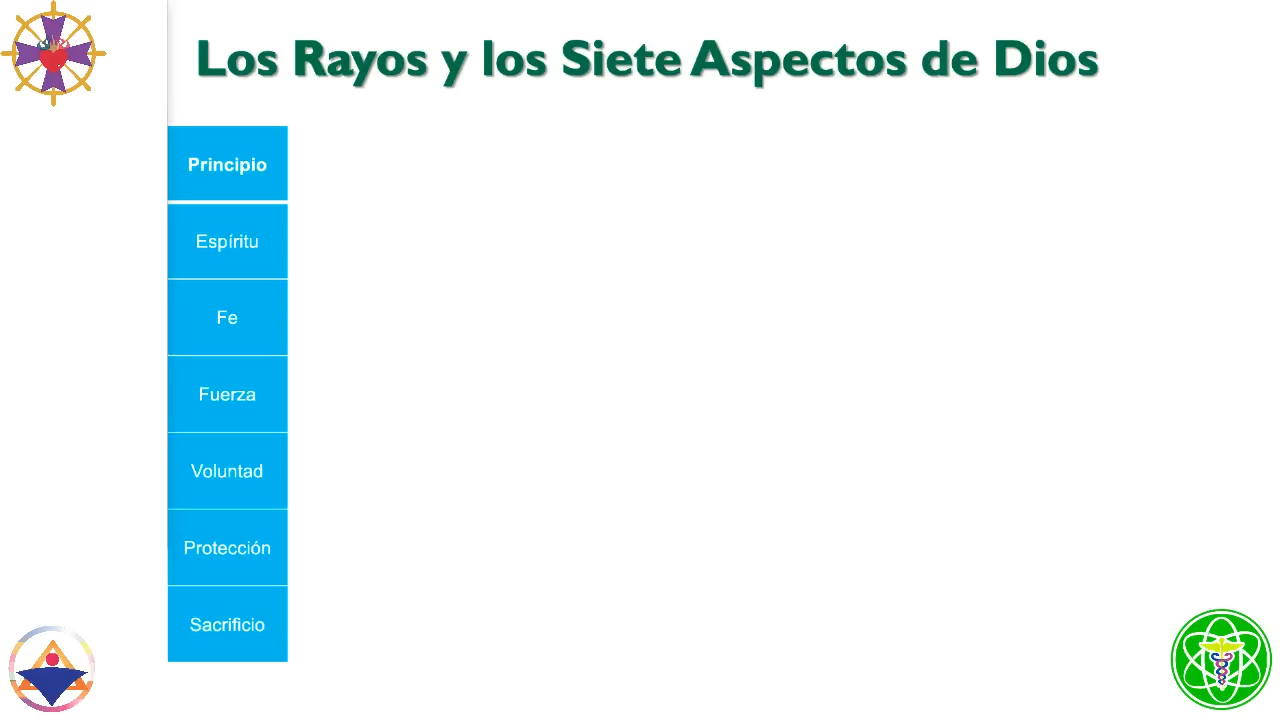 Los Rayos y los Siete Aspectos de Dios
Principio
Espíritu
Fe
Fuerza
Voluntad
Protección
Sacrificio